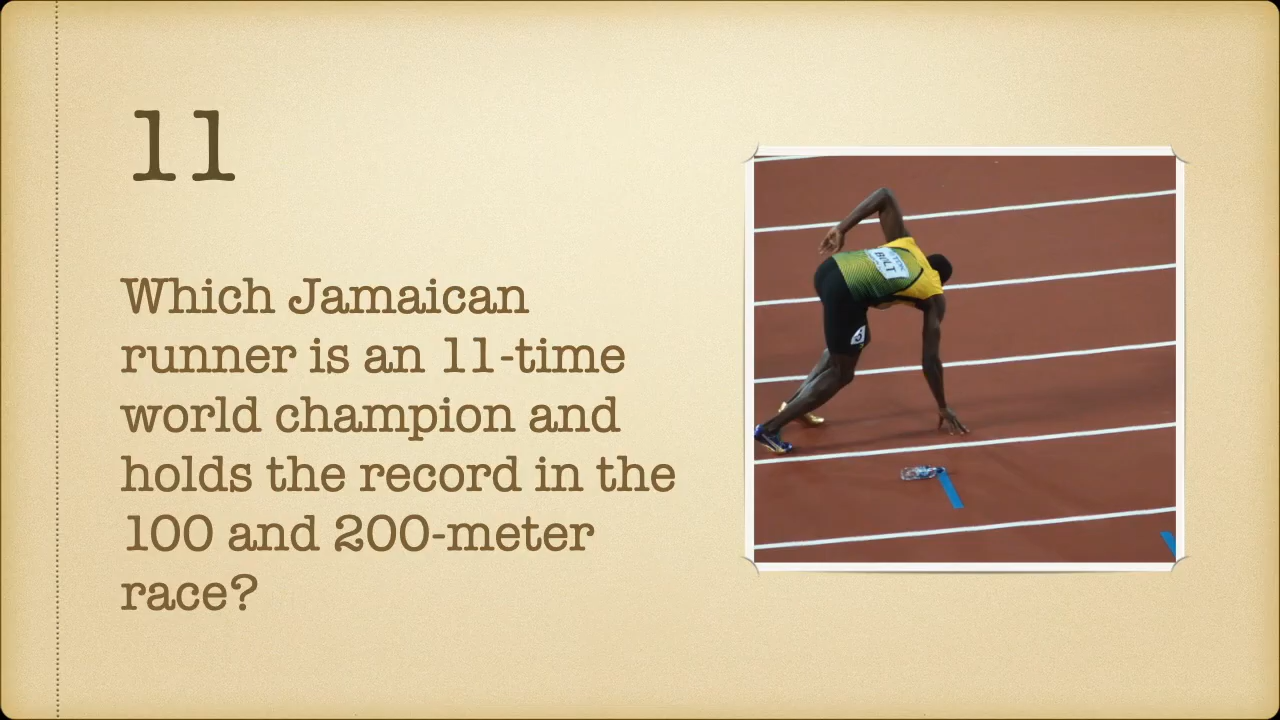 11
Which Jamaican
runner is an 11-time
world champion and
holds the record in the
100 and 200-meter
race?
BOLT